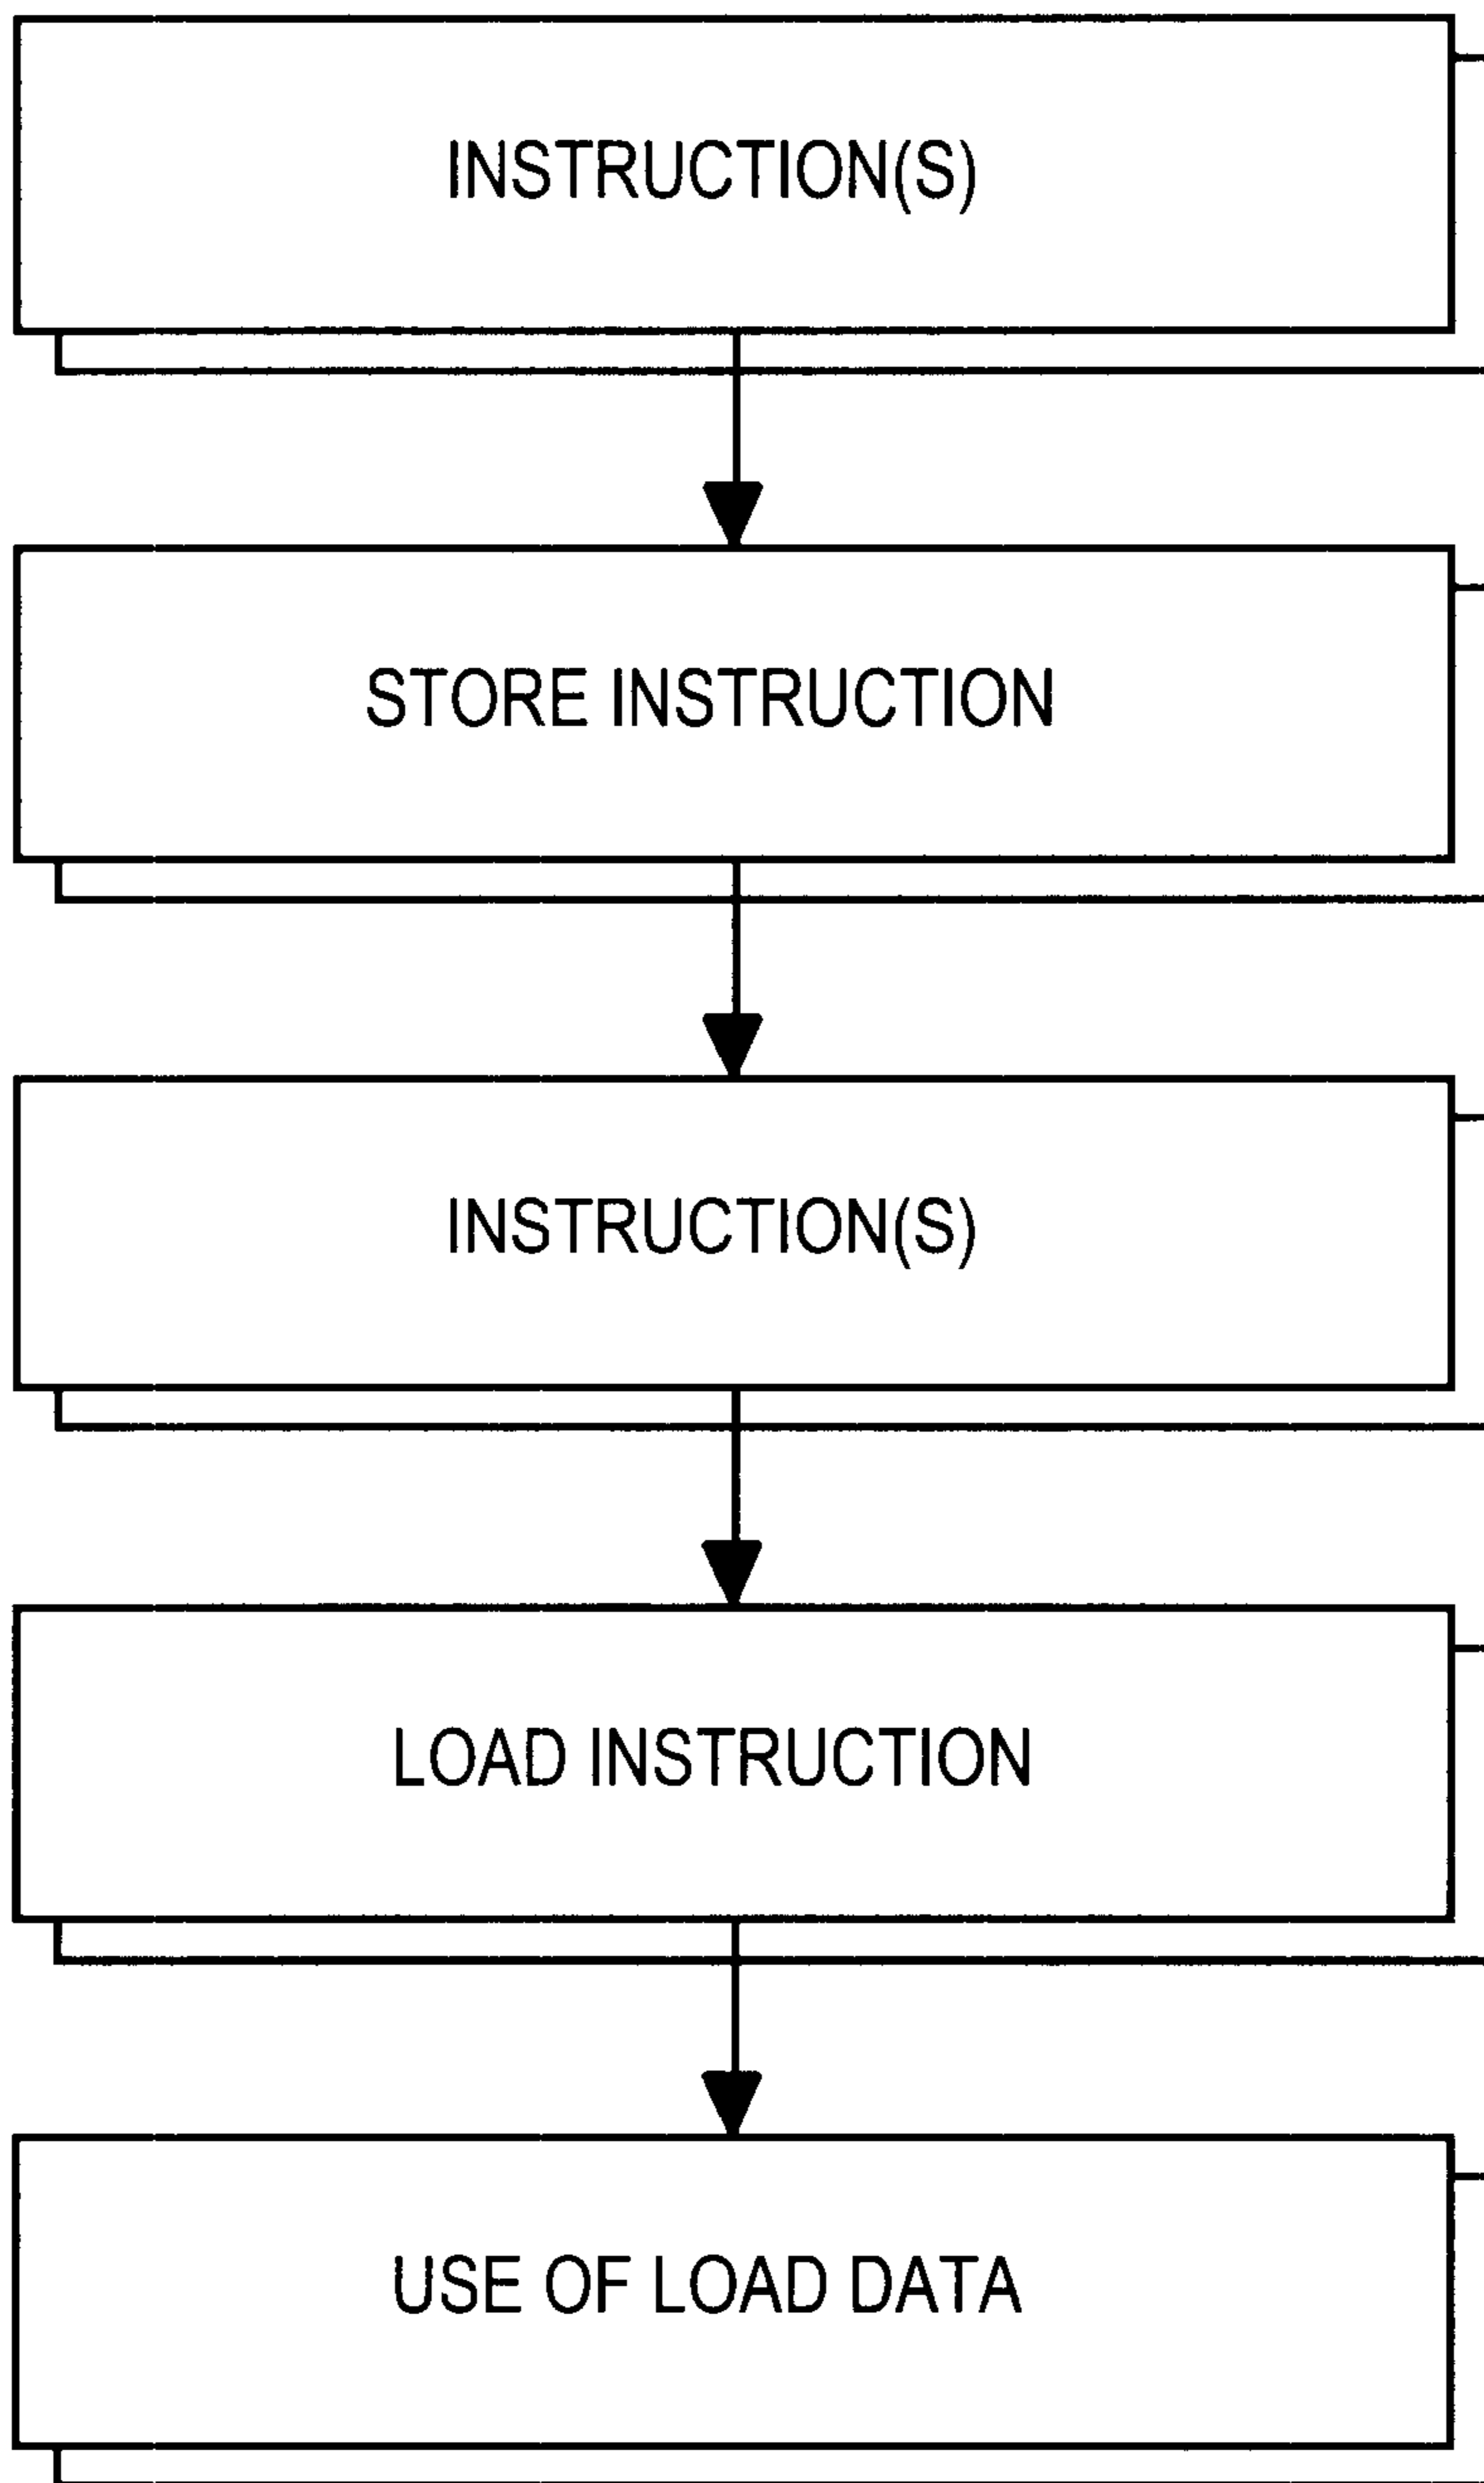 INSTRUCTION(S)
STORE INSTRUCTION
INSTRUCTION(S)
LOAD INSTRUCTION
USE OF LOAD DATA